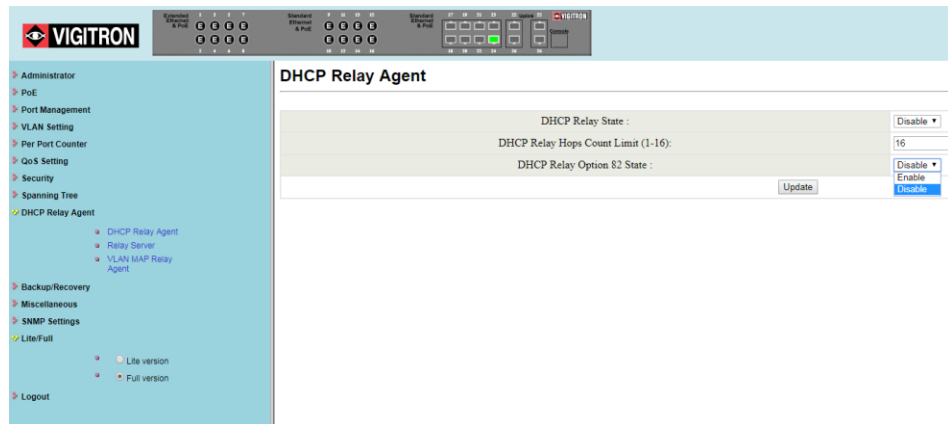 VIGITRON
Extended
Ethernet
& PoE
Standard
Ethernet
& PoE
Standard
Ethernet
& PoE
VIGITRON
Console
Administrator
PoE
Port Management
VLAN Setting
Per Port Counter
QoS Setting
Security
Spanning Tree
DHCP Relay Agent
DHCP Relay Agent
Relay Server
VLAN MAP Relay
Agent
Backup/Recovery
Miscellaneous
SNMP Settings
Lite/Full
Lite version
Full version
Logout
DHCP Relay Agent
DHCP Relay State : Disable
DHCP Relay Hops Count Limit (1-16): 16
DHCP Relay Option 82 State : Disable
Enable
Disable
Update